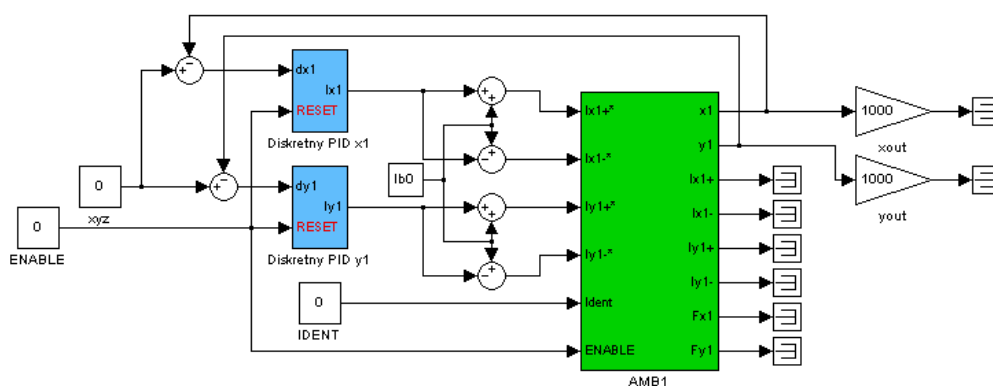 dx1
Ix1
RESET
Diskretny PID x1
dy1
Iy1
RESET
Diskretny PID y1
0
xyz
0
ENABLE
Ib0
0
IDENT
Ix1+*
Ix1-*
Iy1+*
Iy1-*
Ident
ENABLE
x1
y1
Ix1+
Ix1-
Iy1+
Iy1-
Fx1
Fy1
AMB1
1000
xout
1000
yout